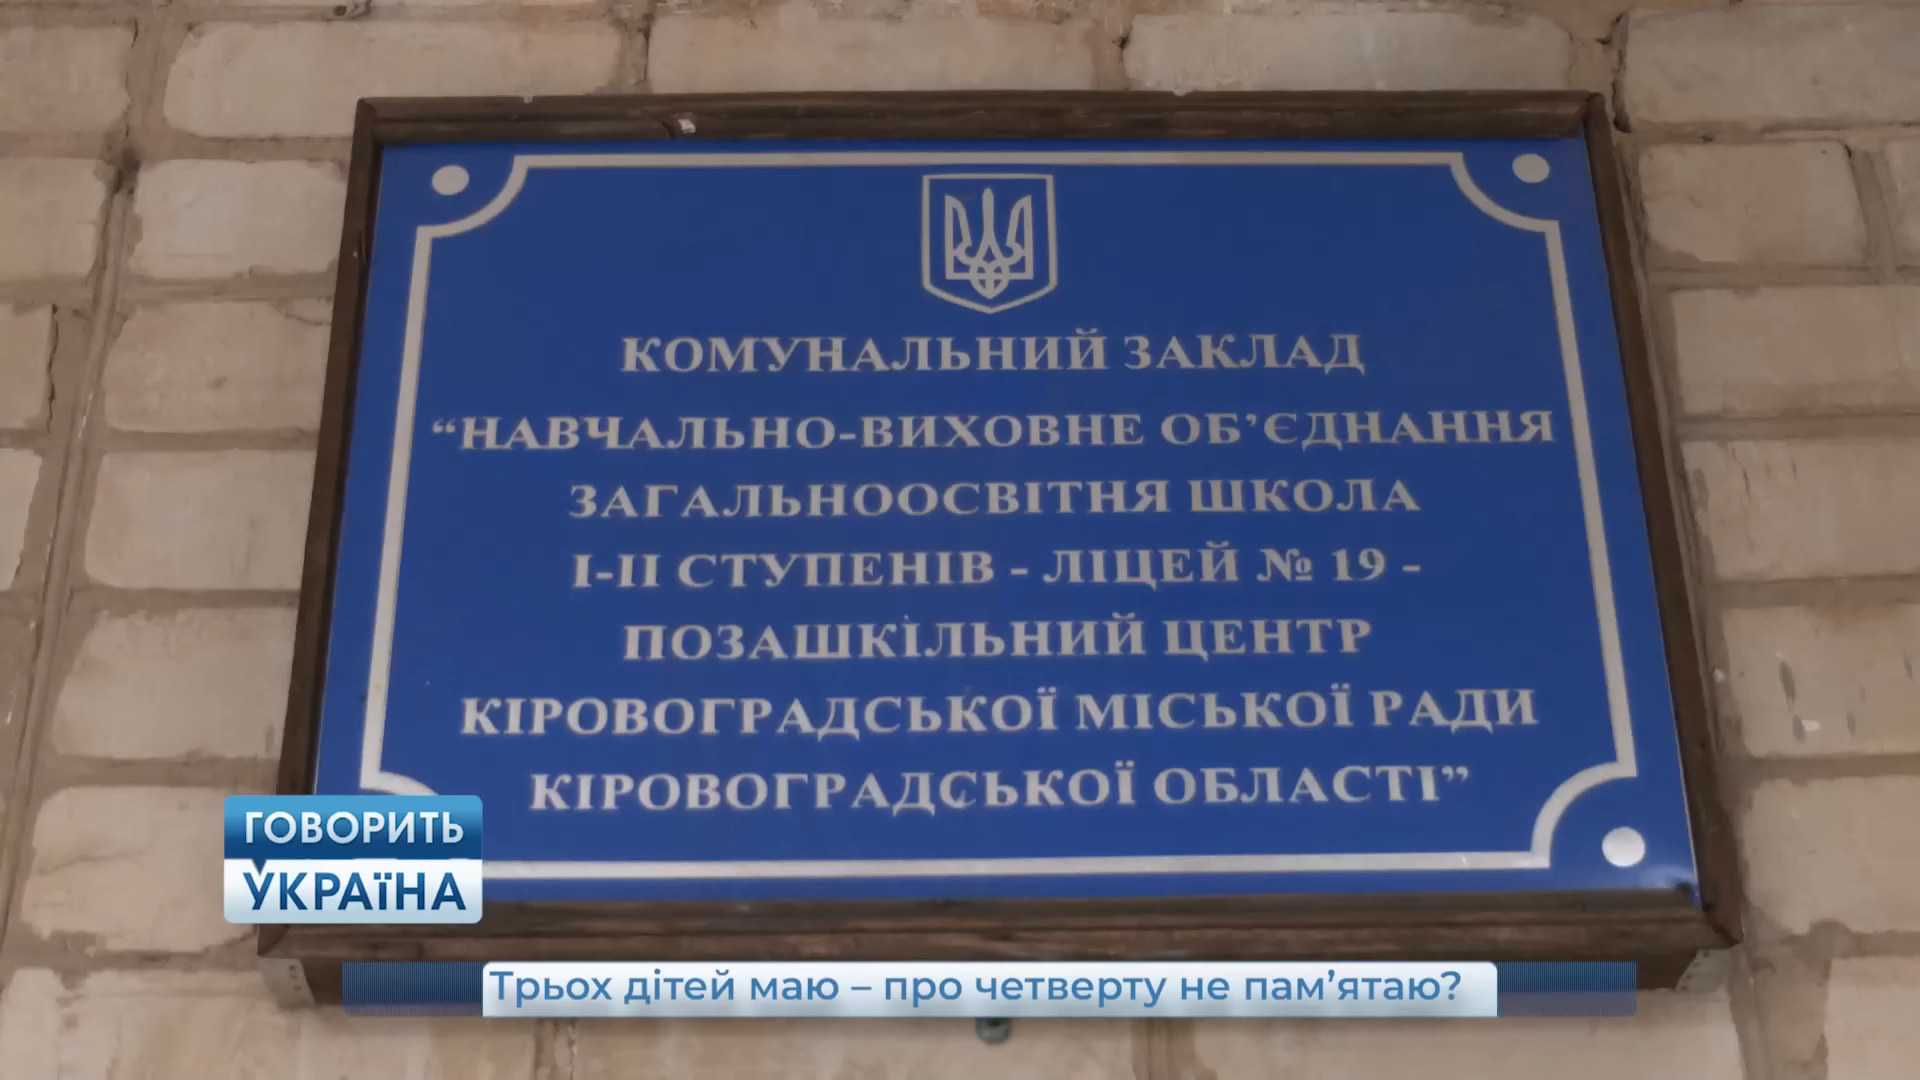 КОМУНАЛЬНИЙ ЗАКЛАД
“НАВЧАЛЬНО-ВИХОВНЕ ОБ’ЄДНАННЯ
ЗАГАЛЬНООСВІТНЯ ШКОЛА
І-ІІ СТУПЕНІВ - ЛІЦЕЙ № 19 -
ПОЗАШКІЛЬНИЙ ЦЕНТР
КІРОВОГРАДСЬКОЇ МІСЬКОЇ РАДИ
КІРОВОГРАДСЬКОЇ ОБЛАСТІ”
ГОВОРИТЬ
УКРАЇНА
Трьох дітей маю – про четверту не пам’ятаю?